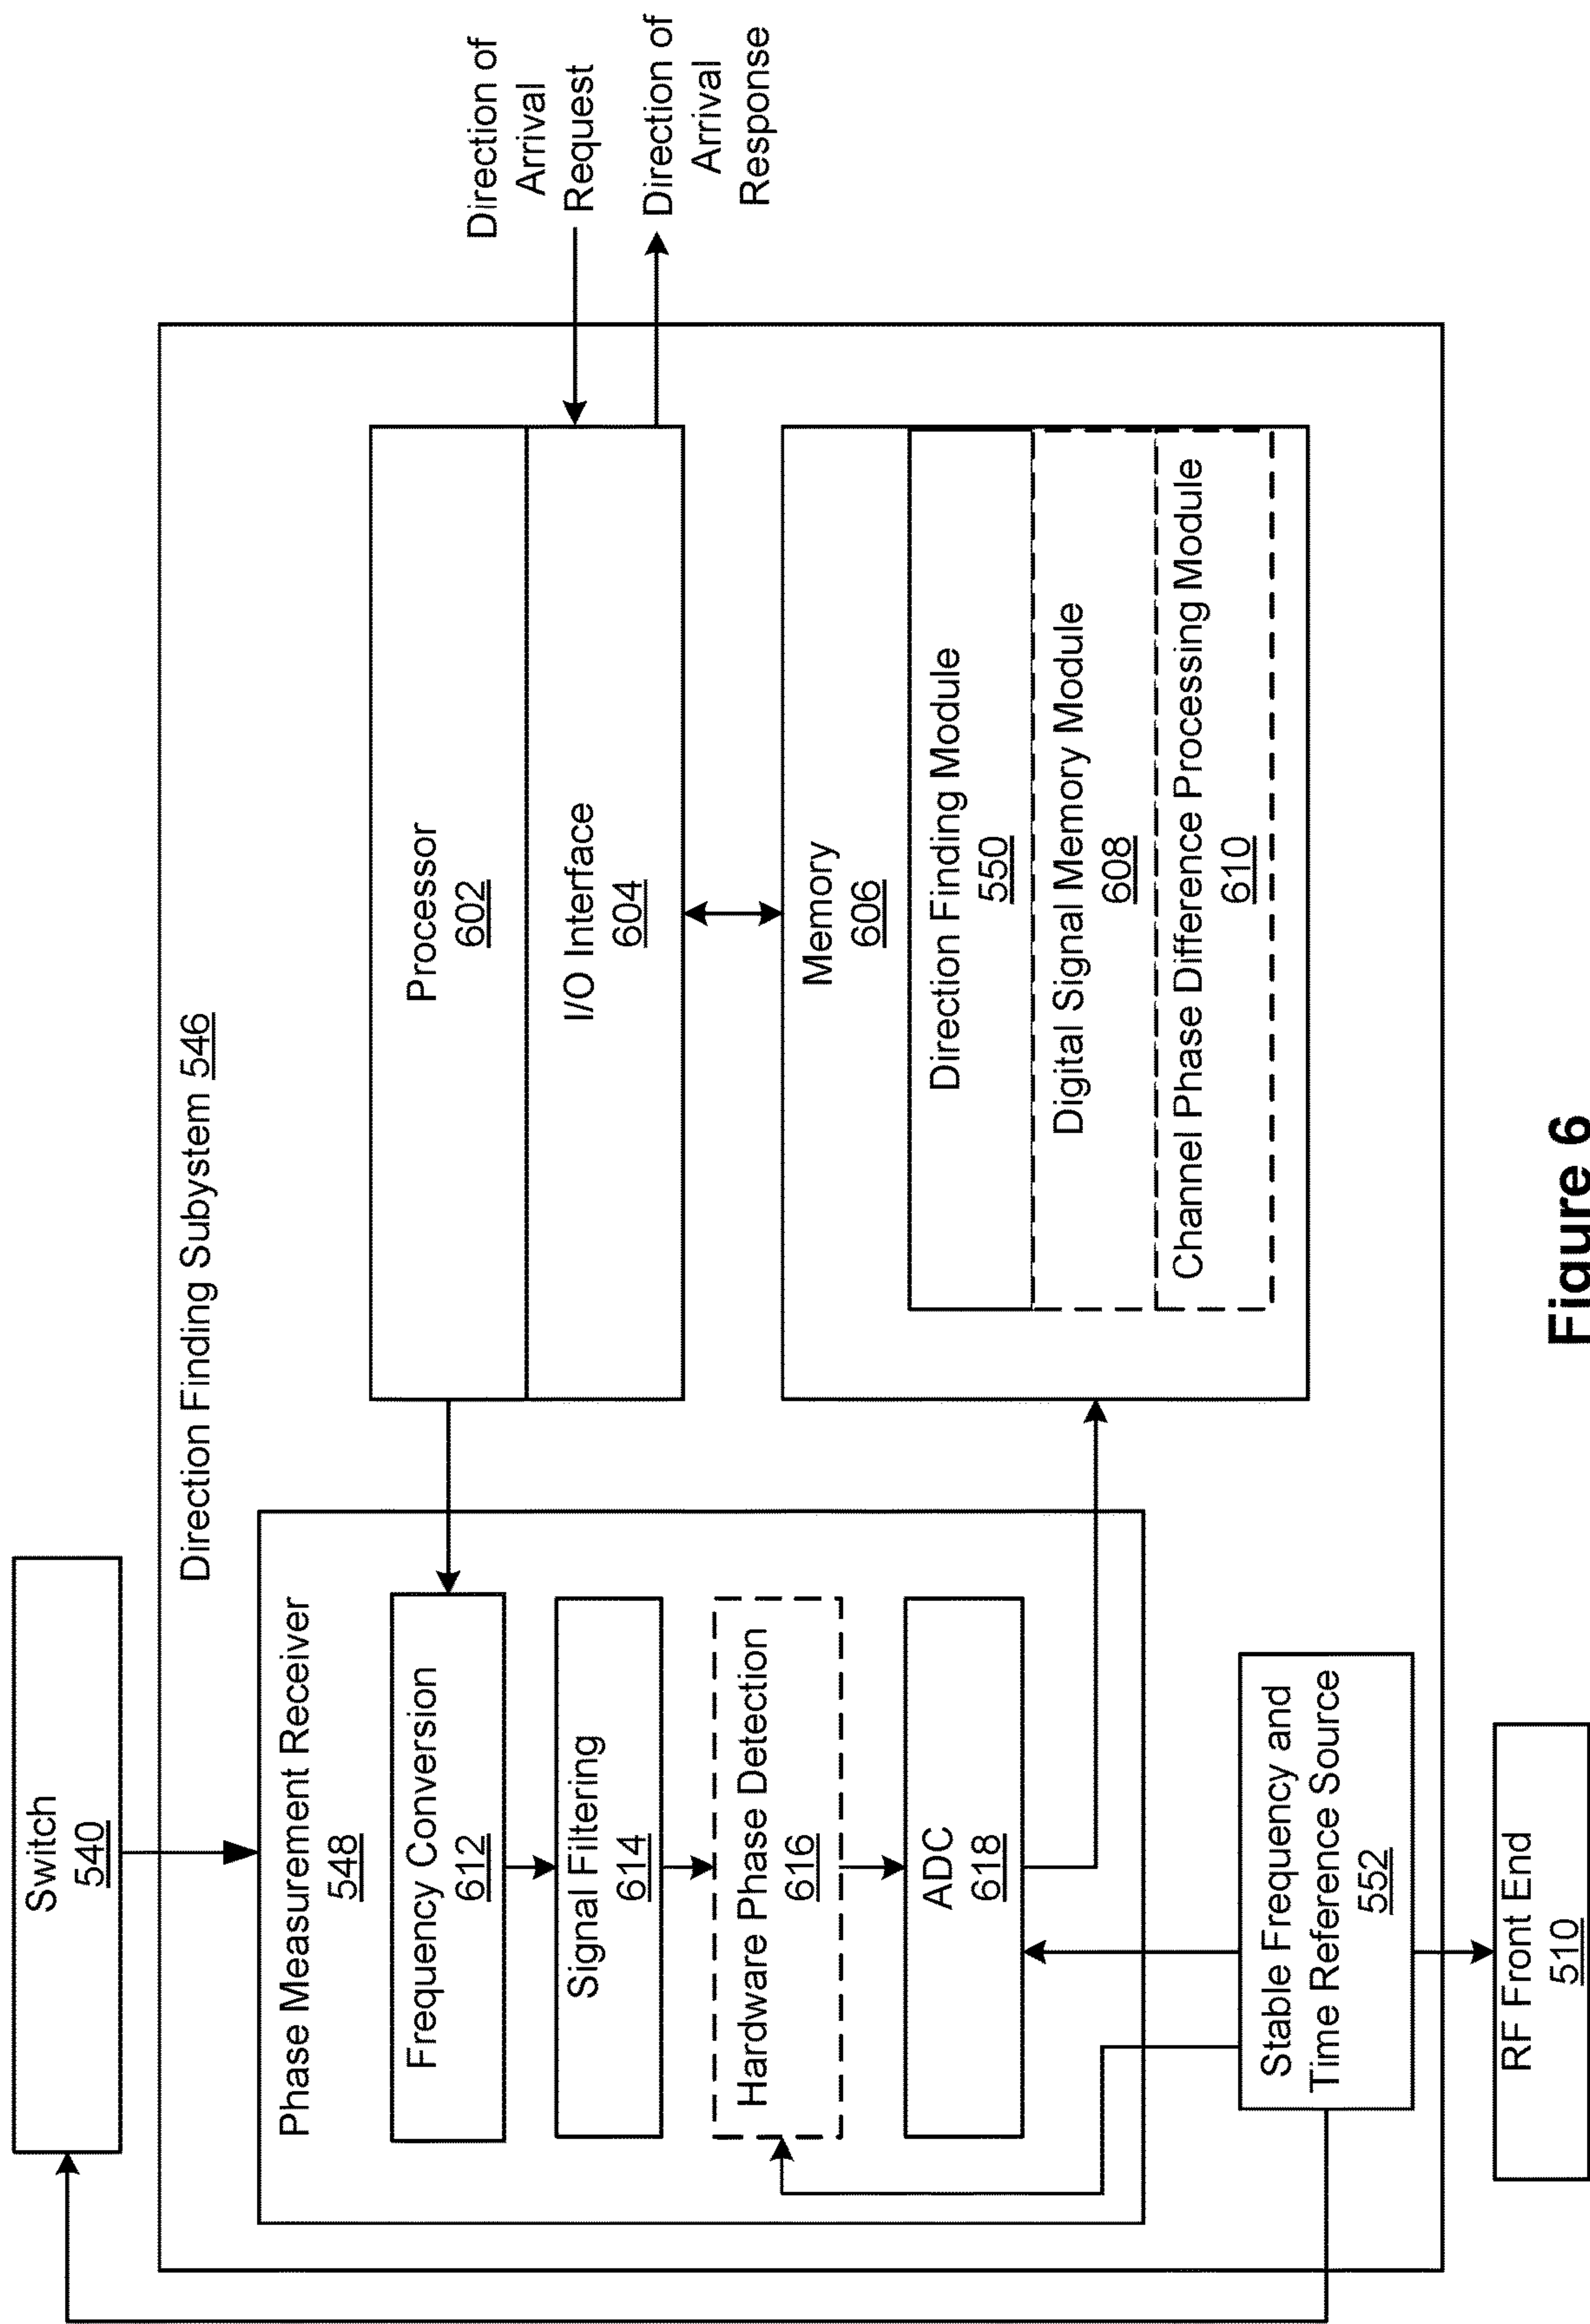 Switch
540
Direction Finding Subystem 546
Phase Measurement Receiver
548
Frequency Conversion
612
Signal Filtering
614
Hardware Phase Detection
616
ADC
618
Processor
602
I/O Interface
604
Direction of
Arrival
Request
Direction of
Arrival
Response
Memory
606
Direction Finding Module
550
Digital Signal Memory Module
608
Channel Phase Difference Processing Module
610
Stable Frequency and
Time Reference Source
552
RF Front End
510
Figure 6